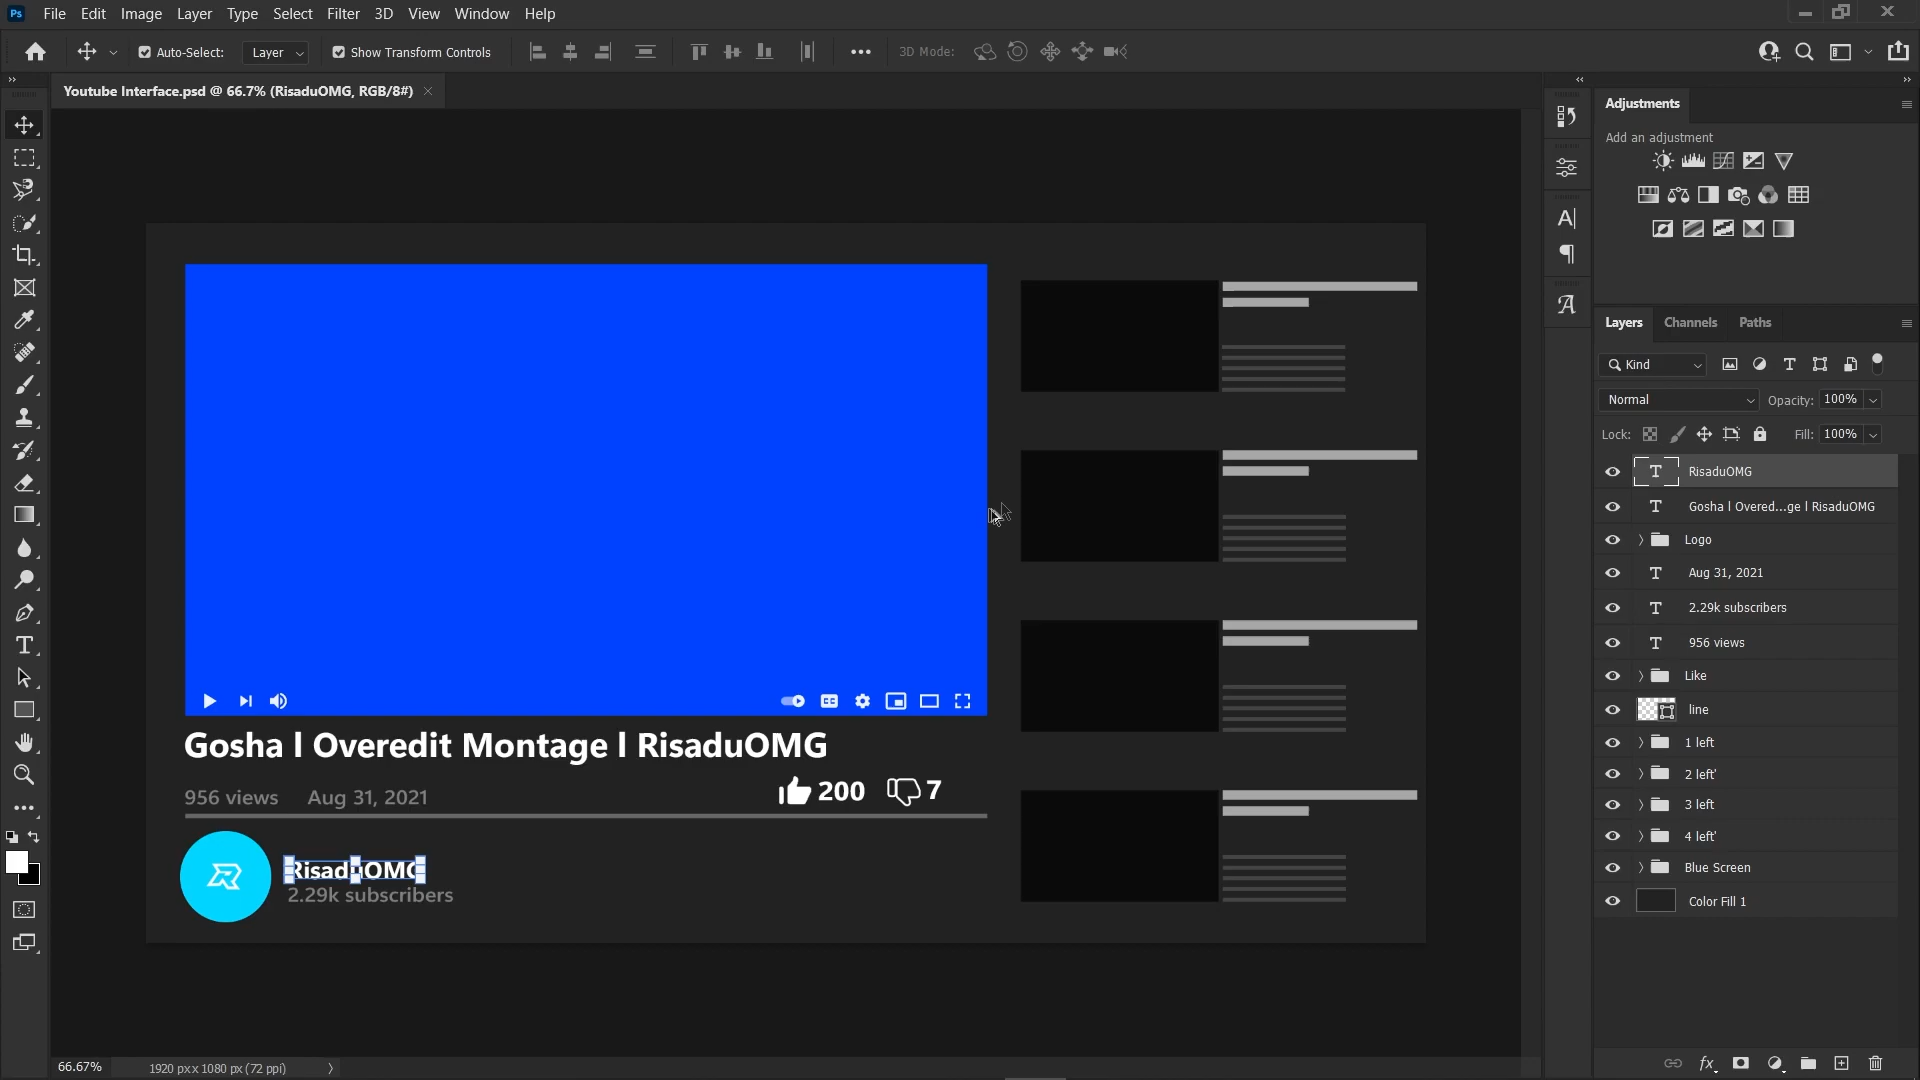 Ps File Edit Image Layer Type Select Filter 3D View Window Help
Auto-Select: Layer Show Transform Controls 3D Mode:
Youtube Interface.psd @ 66.7% (RisaduOMG, RGB/8#) ×
Gosha l Overedit Montage l RisaduOMG
956 views Aug 31, 2021 200 7
RisaduOMG
2.29k subscribers
66.67% 1920 px x 1080 px (72 ppi)
Adjustments
Add an adjustment
Layers Channels Paths
Kind
Normal Opacity: 100%
Lock: Fill: 100%
RisaduOMG
Gosha l Overed...ge l RisaduOMG
Logo
Aug 31, 2021
2.29k subscribers
956 views
Like
line
1 left
2 left'
3 left
4 left'
Blue Screen
Color Fill 1
fx